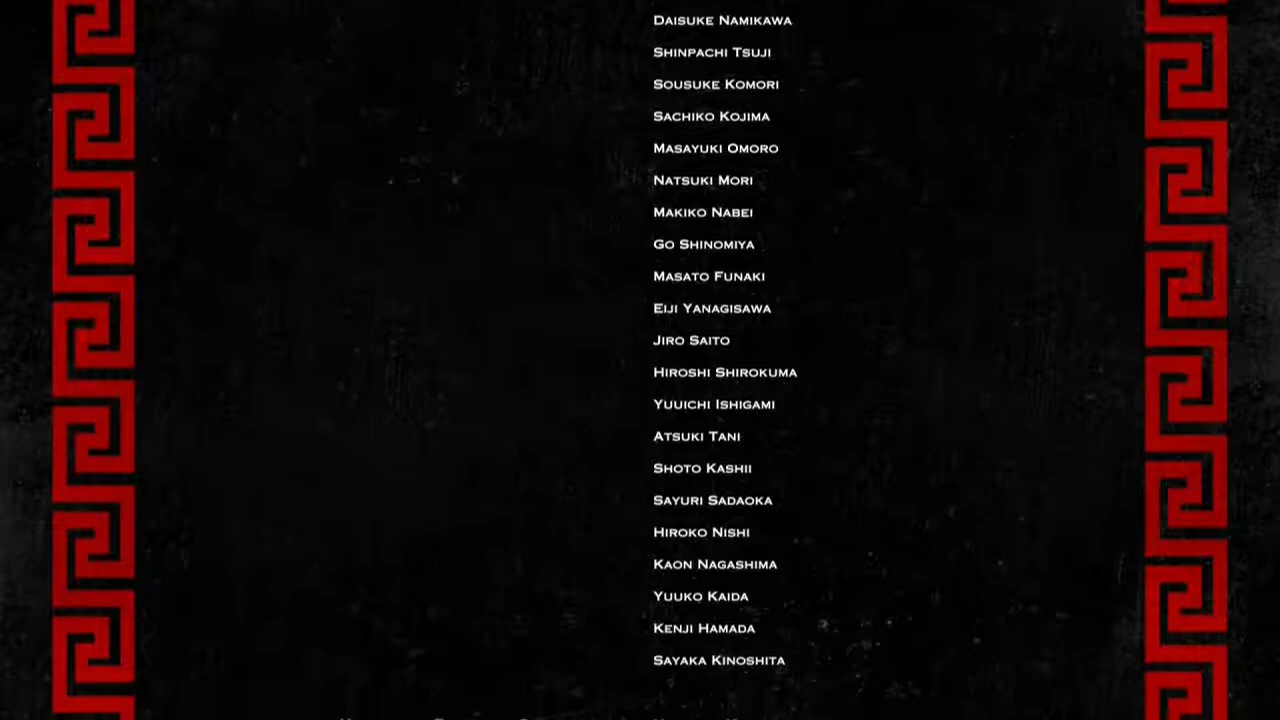 DAISUKE NAMIKAWA
SHINPACHI TSUJI
SOUSUKE KOMORI
SACHIKO KOJIMA
MASAYUKI OMORO
NATSUKI MORI
MAKIKO NABEI
GO SHINOMIYA
MASATO FUNAKI
EIJI YANAGISAWA
JIRO SAITO
HIROSHI SHIROKUMA
YUUICHI ISHIGAMI
ATSUKI TANI
SHOTO KASHII
SAYURI SADAOKA
HIROKO NISHI
KAON NAGASHIMA
YUUKO KAIDA
KENJI HAMADA
SAYAKA KINOSHITA